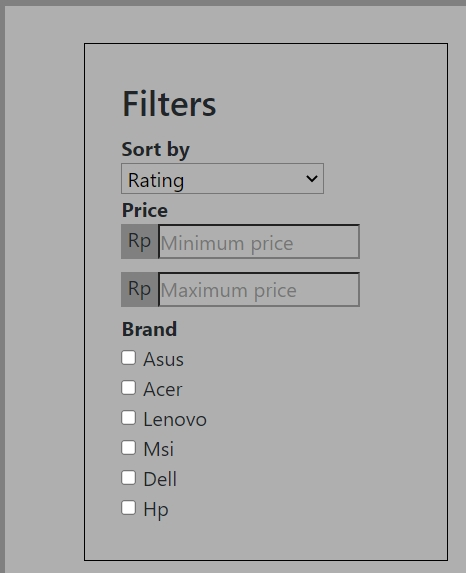 Filters
Sort by
Rating
Price
Rp Minimum price
Rp Maximum price
Brand
Asus
Acer
Lenovo
Msi
Dell
Hp